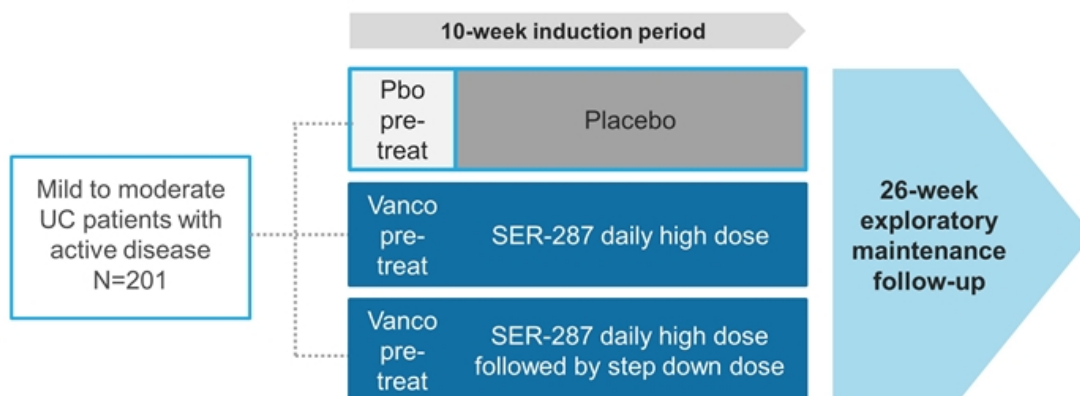 10-week induction period
Pbo
pre-
treat
Placebo
Mild to moderate
UC patients with
active disease
N=201
Vanco
pre-
treat
SER-287 daily high dose
Vanco
pre-
treat
SER-287 daily high dose
followed by step down dose
26-week
exploratory
maintenance
follow-up